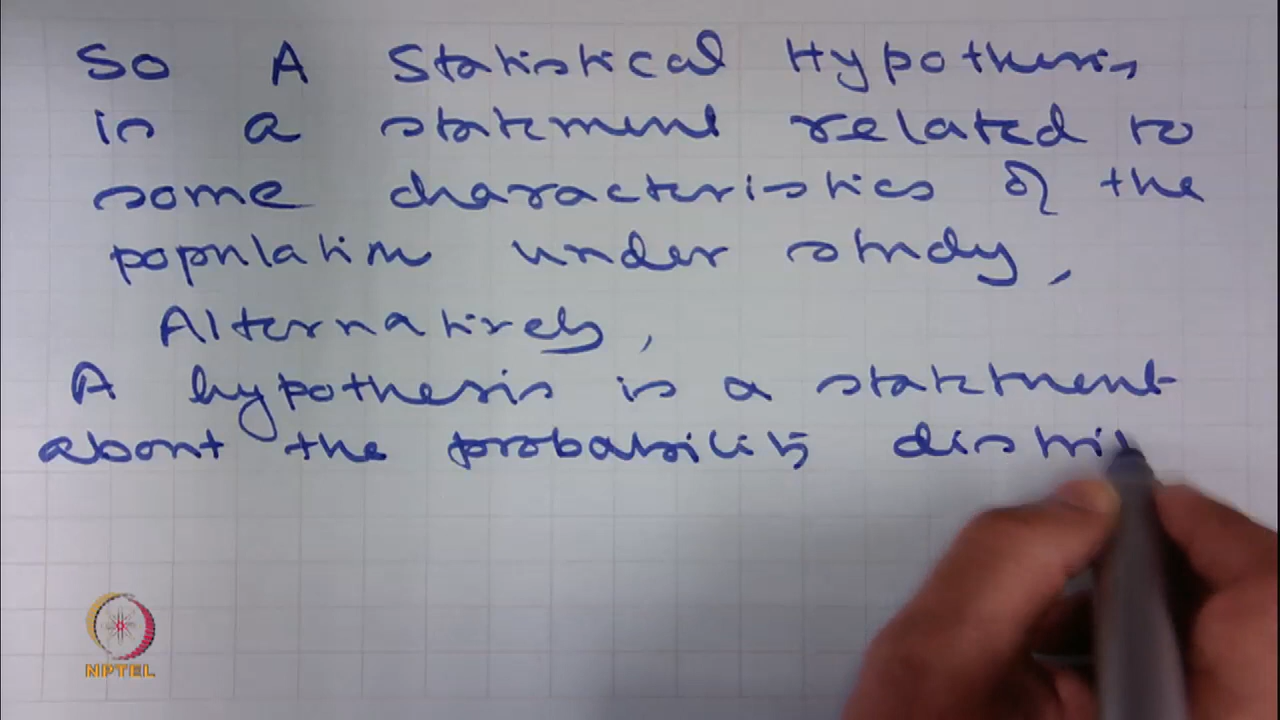 So A Statistical Hypothesis
is a statement related to
some characteristics of the
population under study,
Alternatively,
A hypothesis is a statement
about the probability distri
NPTEL